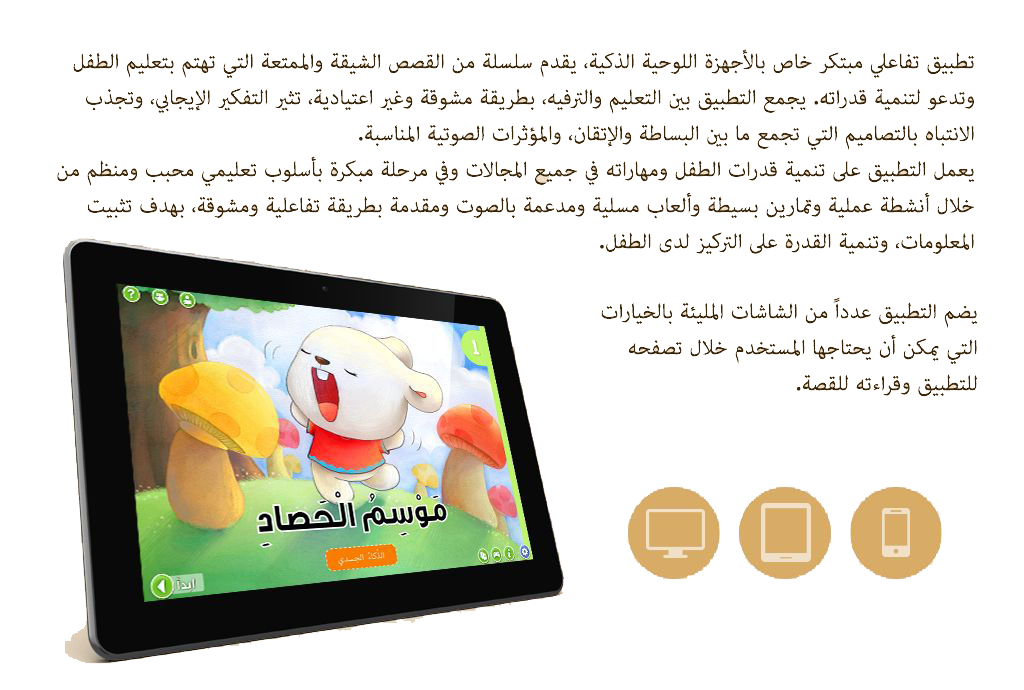 تطبيق تفاعلي مبتكر خاص بالأجهزة اللوحية الذكية، يقدم سلسلة من القصص الشيقة والممتعة التي تهتم بتعليم الطفل
وتدعو لتنمية قدراته. يجمع التطبيق بين التعليم والترفيه، بطريقة مشوقة وغير اعتيادية، تثير التفكير الإيجابي، وتجذب
الانتباه بالتصاميم التي تجمع ما بين البساطة والإتقان، والمؤثرات الصوتية المناسبة.
يعمل التطبيق على تنمية قدرات الطفل ومهاراته في جميع المجالات وفي مرحلة مبكرة بأسلوب تعليمي محبب ومنظم من
خلال أنشطة عملية وتمارين بسيطة وألعاب مسلية ومدعمة بالصوت ومقدمة بطريقة تفاعلية ومشوقة، بهدف تثبيت
المعلومات، وتنمية القدرة على التركيز لدى الطفل.
يضم التطبيق عدداً من الشاشات المليئة بالخيارات
التي يمكن أن يحتاجها المستخدم خلال تصفحه
للتطبيق وقراءته للقصة.
1
مَوْسِمُ الْحَصادِ
الذكاء الجسدي
ابدأ